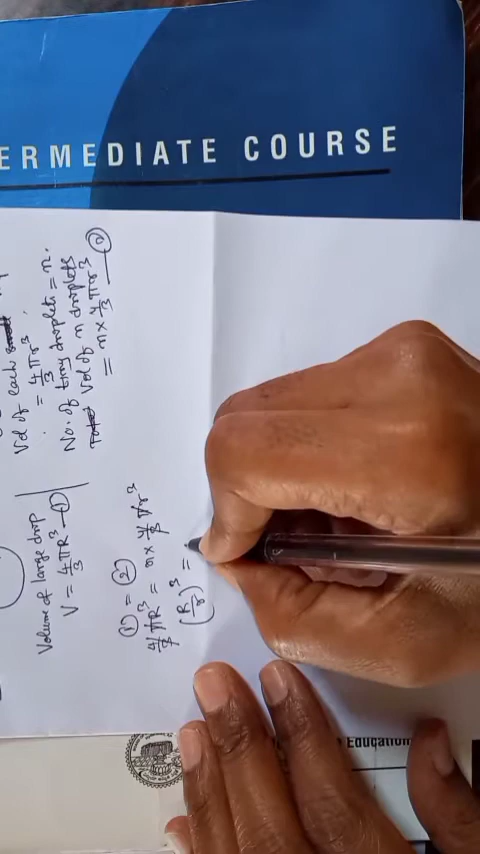 ERMEDIATE COURSE
Volume of large drop
V = 4/3 πR³ — ①
Vol of each
= 4/3 πr³
No. of tiny droplets = n.
Vol of n droplets
= n × 4/3 πr³ — ②
① = ②
4/3 πR³ = n × 4/3 πr³
(R/r)³ =
Education